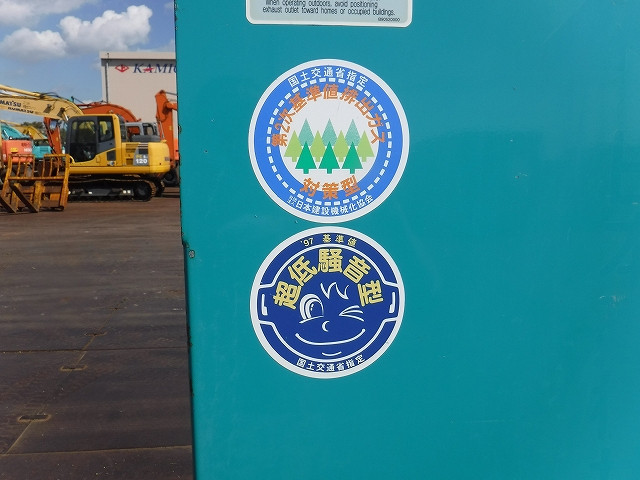 when operating outdoors, avoid positioning
exhaust outlet toward homes or occupied buildings.
国土交通省指定
第2次基準値排出ガス
対策型
日本建設機械化協会
'97 基準値
超低騒音型
国土交通省指定
KAMI
120